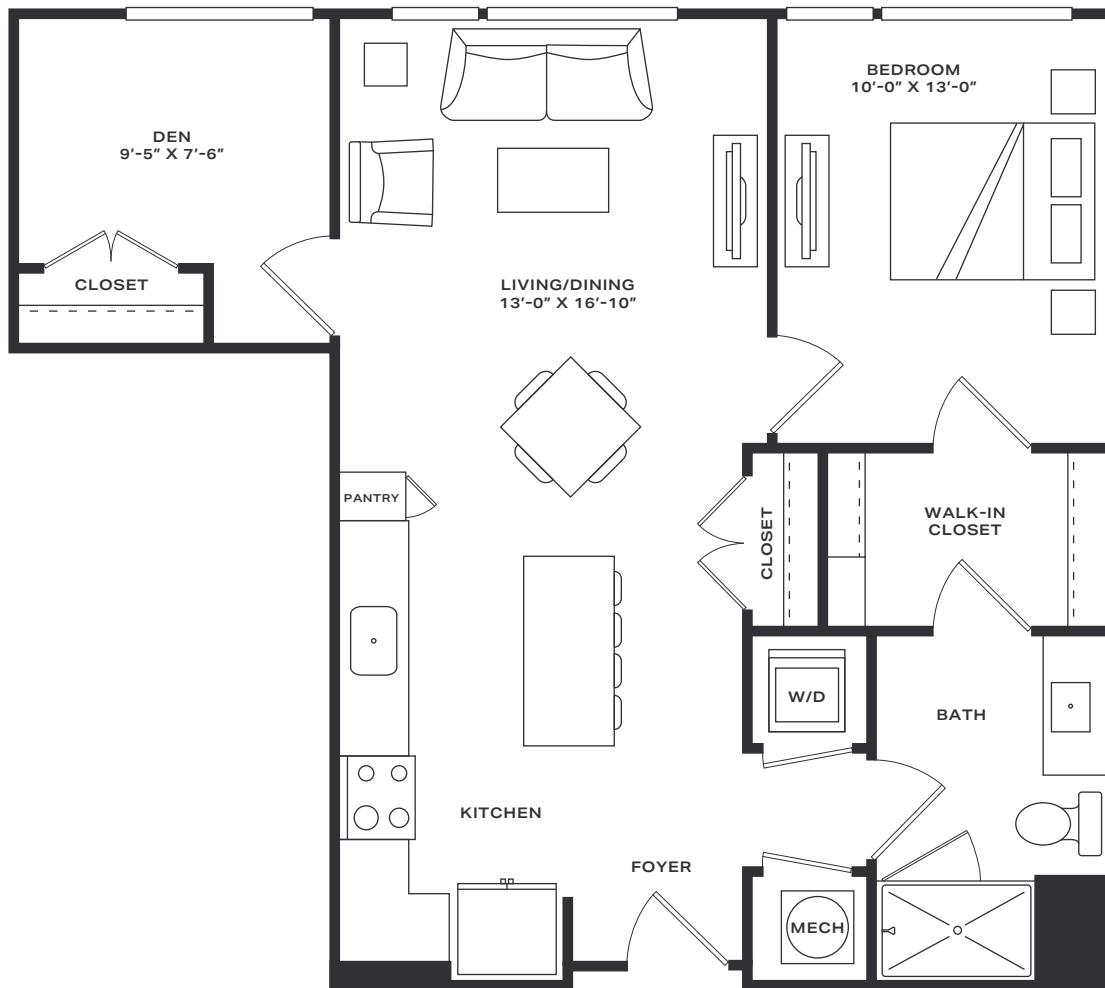 BEDROOM
10'-0" X 13'-0"
DEN
9'-5" X 7'-6"
CLOSET
LIVING/DINING
13'-0" X 16'-10"
PANTRY
CLOSET
WALK-IN
CLOSET
W/D
BATH
KITCHEN
FOYER
MECH